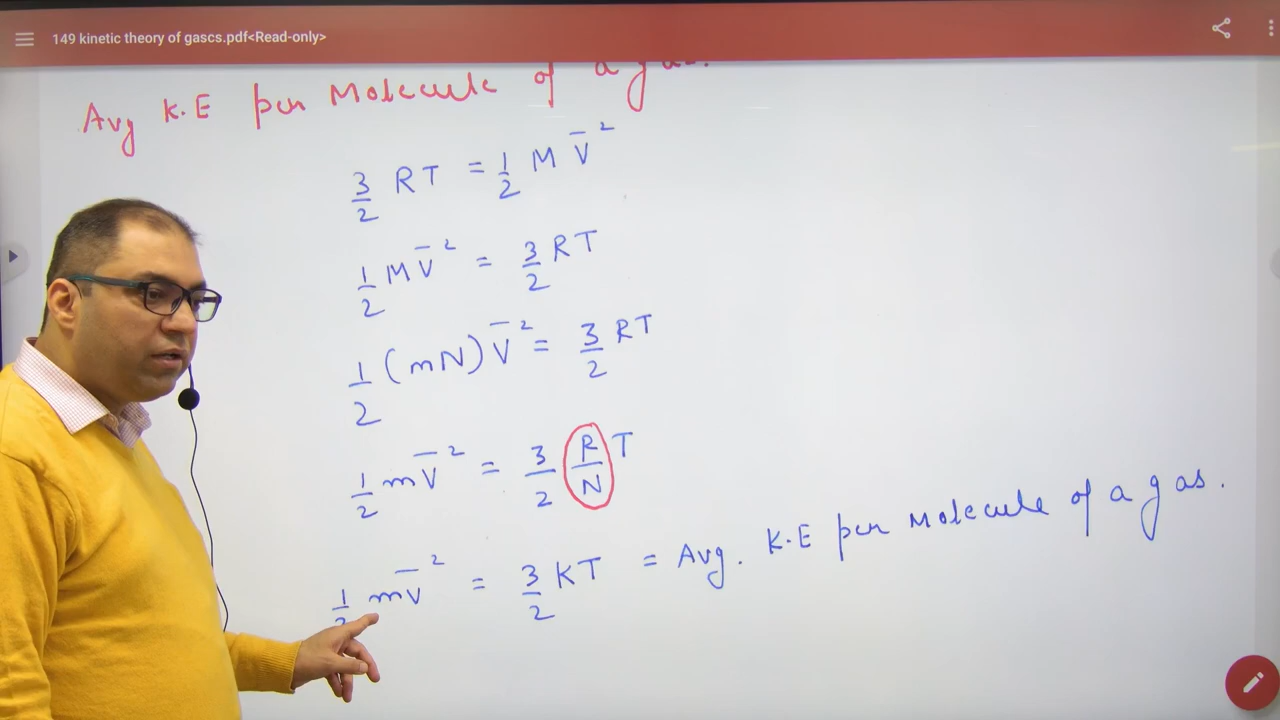 149 kinetic theory of gascs.pdf<Read-only>
Avg K.E per Molecule of a gas.
3/2 RT = 1/2 M V̄²
1/2 M V̄² = 3/2 RT
1/2 (mN) V̄² = 3/2 RT
1/2 m V̄² = 3/2 R/N T
1/2 m v̄² = 3/2 KT = Avg. K.E per Molecule of a gas.